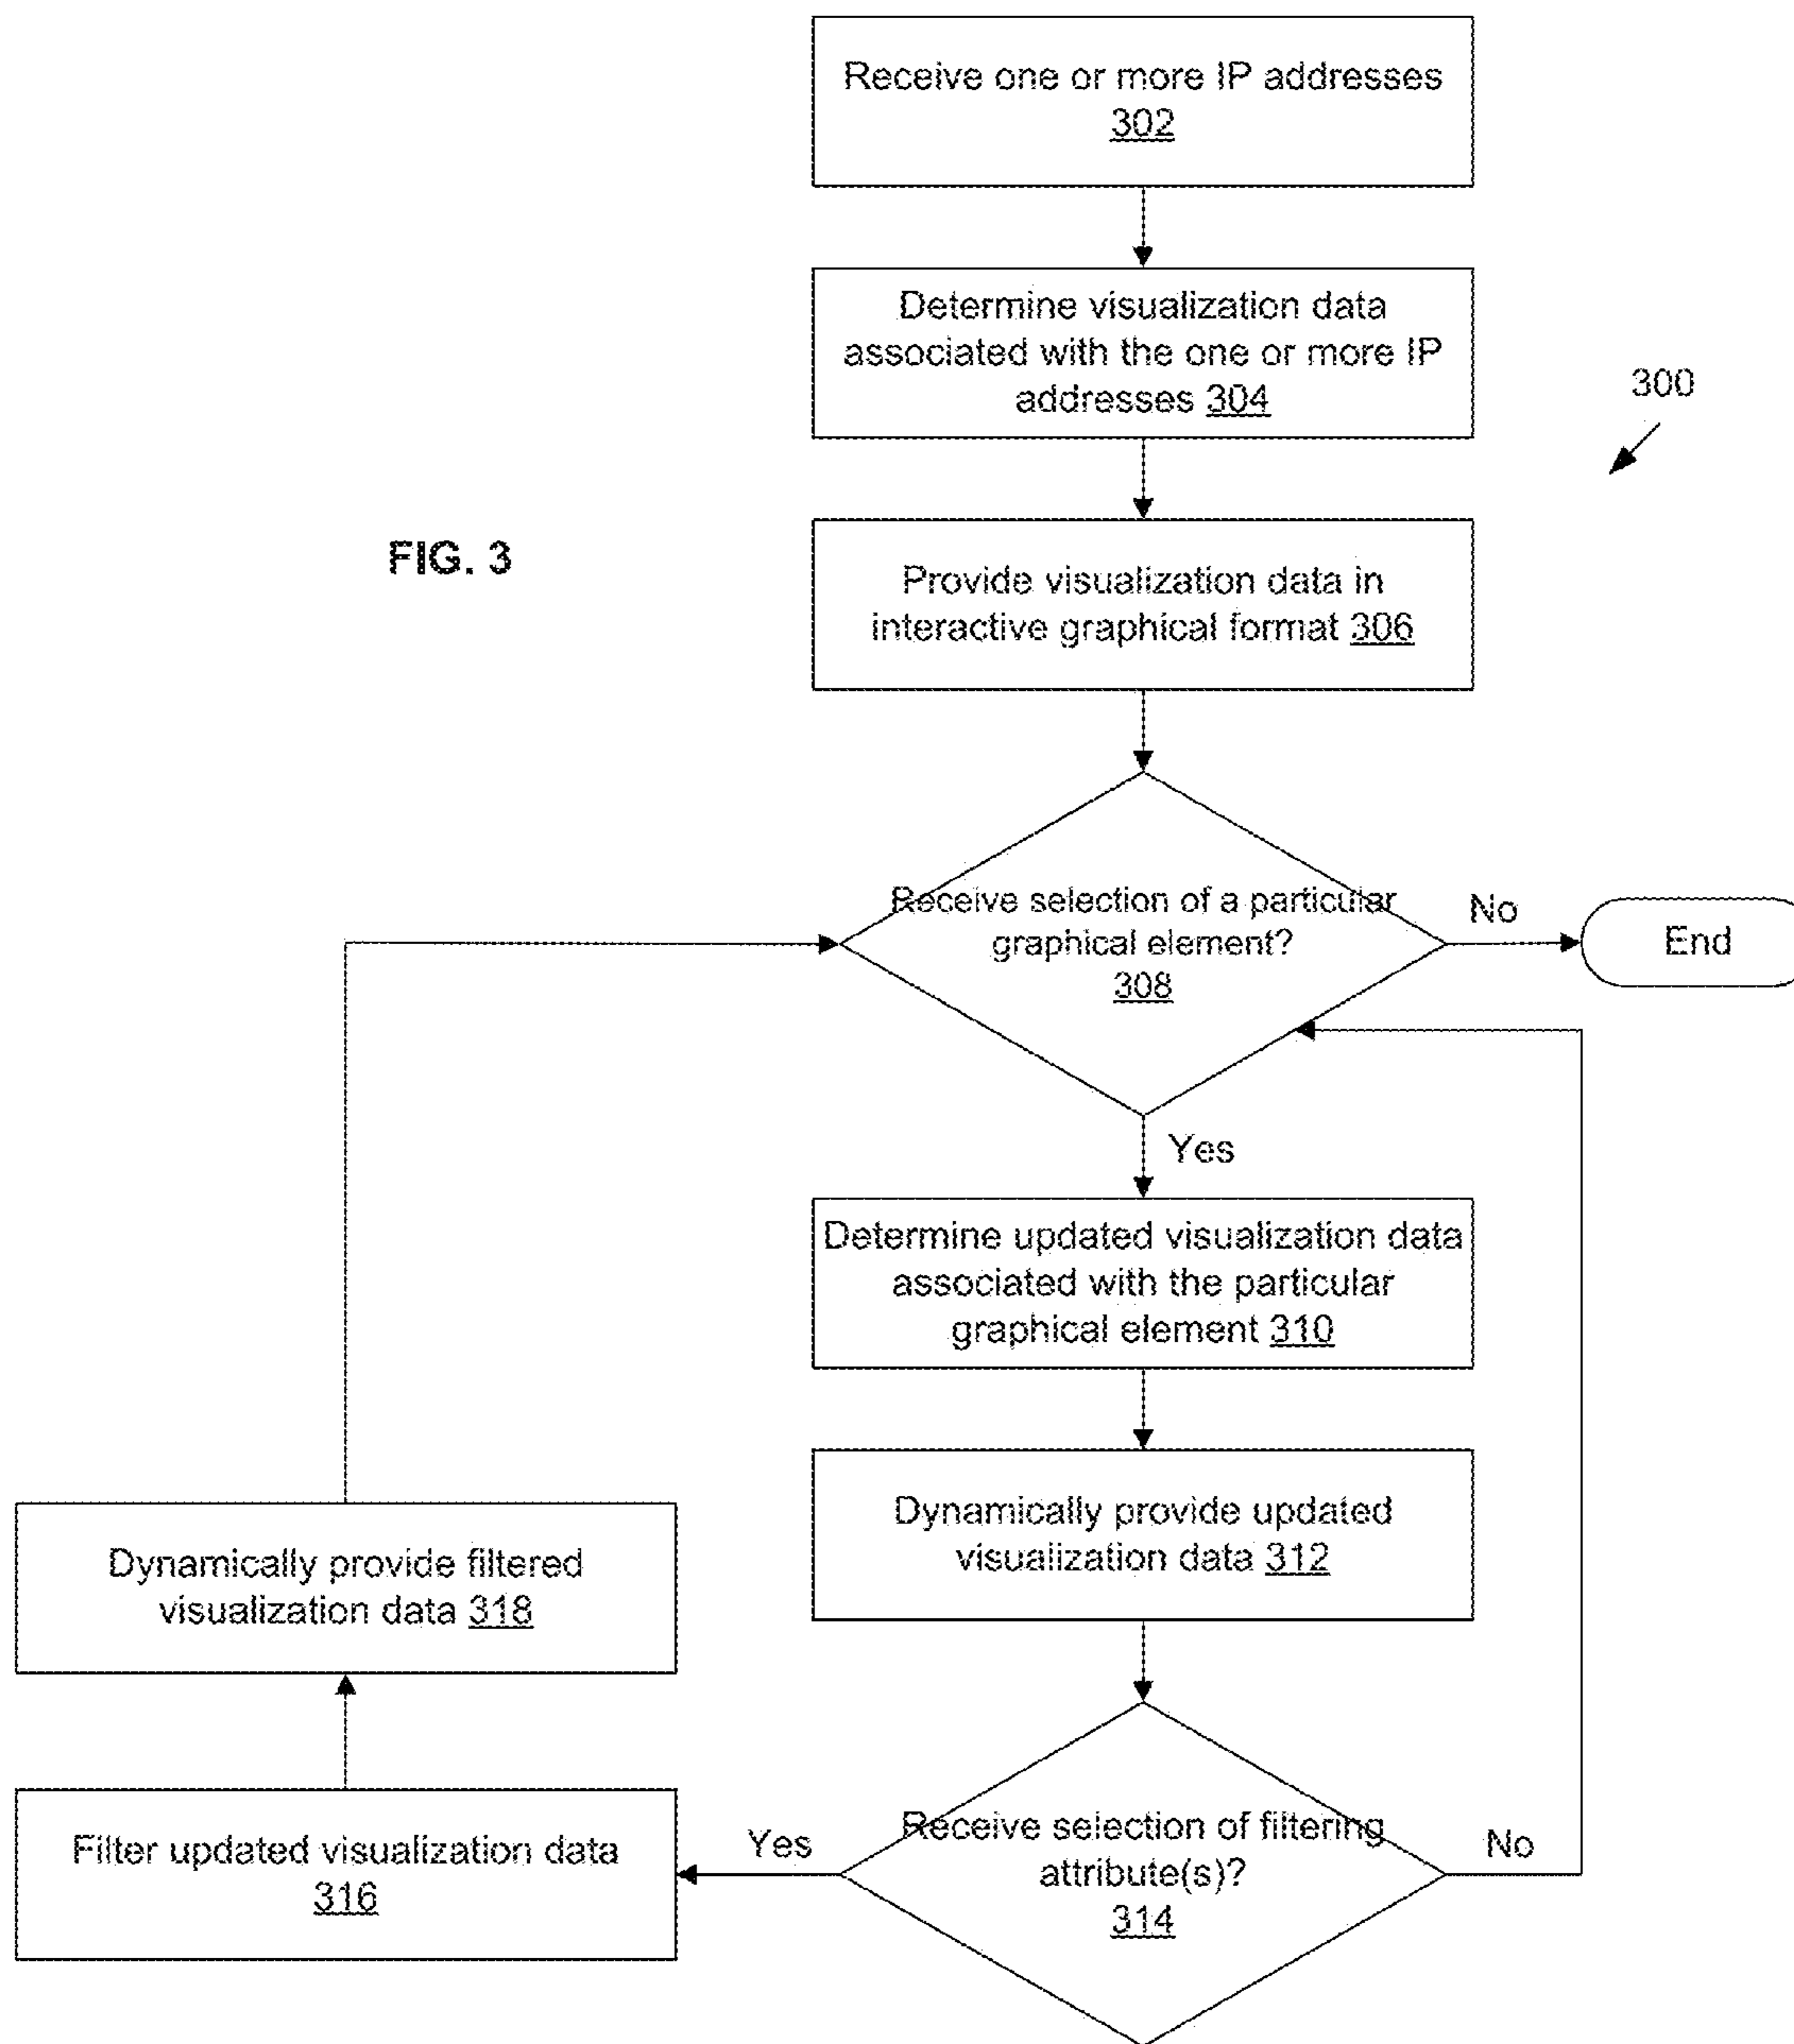 Receive one or more IP addresses
302
Determine visualization data
associated with the one or more IP
addresses 304
300
FIG. 3
Provide visualization data in
interactive graphical format 306
Receive selection of a particular
graphical element?
308
No
End
Yes
Determine updated visualization data
associated with the particular
graphical element 310
Dynamically provide updated
visualization data 312
Dynamically provide filtered
visualization data 318
Receive selection of filtering
attribute(s)?
314
Yes
No
Filter updated visualization data
316